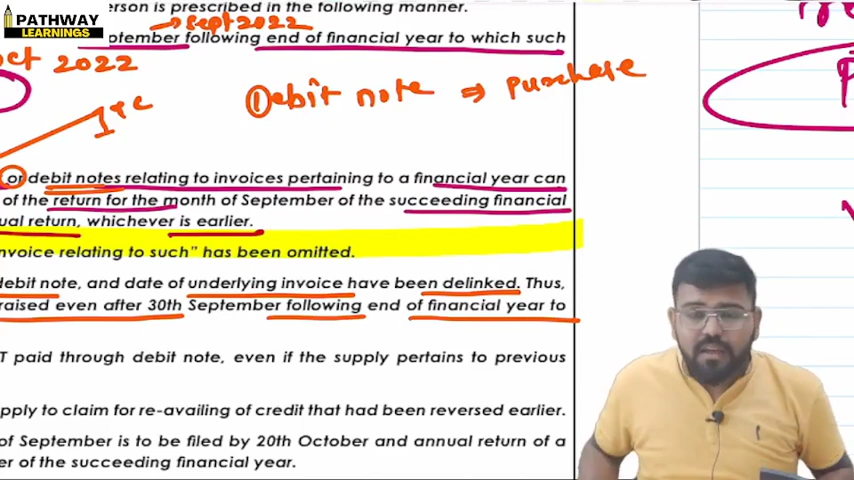 PATHWAY
LEARNINGS
erson is prescribed in the following manner.
→ Sept 2022
otember following end of financial year to which such
oct 2022
① Debit note ⇒ Purchase
ITC
or debit notes relating to invoices pertaining to a financial year can
of the return for the month of September of the succeeding financial
ual return, whichever is earlier.
nvoice relating to such" has been omitted.
debit note, and date of underlying invoice have been delinked. Thus,
raised even after 30th September following end of financial year to
T paid through debit note, even if the supply pertains to previous
pply to claim for re-availing of credit that had been reversed earlier.
of September is to be filed by 20th October and annual return of a
er of the succeeding financial year.